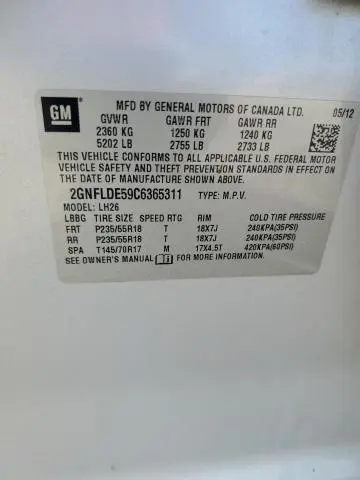 GM
MFD BY GENERAL MOTORS OF CANADA LTD. 05/12
GVWR GAWR FRT GAWR RR
2360 KG 1250 KG 1240 KG
5202 LB 2755 LB 2733 LB
THIS VEHICLE CONFORMS TO ALL APPLICABLE U.S. FEDERAL MOTOR
VEHICLE SAFETY AND THEFT PREVENTION STANDARDS IN EFFECT ON
THE DATE OF MANUFACTURE SHOWN ABOVE.
2GNFLDE59C6365311 TYPE: M.P.V.
MODEL: LH26
LBBG TIRE SIZE SPEED RTG RIM COLD TIRE PRESSURE
FRT P235/55R18 T 18X7J 240KPA(35PSI)
RR P235/55R18 T 18X7J 240KPA(35PSI)
SPA T145/70R17 M 17X4.5T 420KPA(60PSI)
SEE OWNER'S MANUAL FOR MORE INFORMATION.